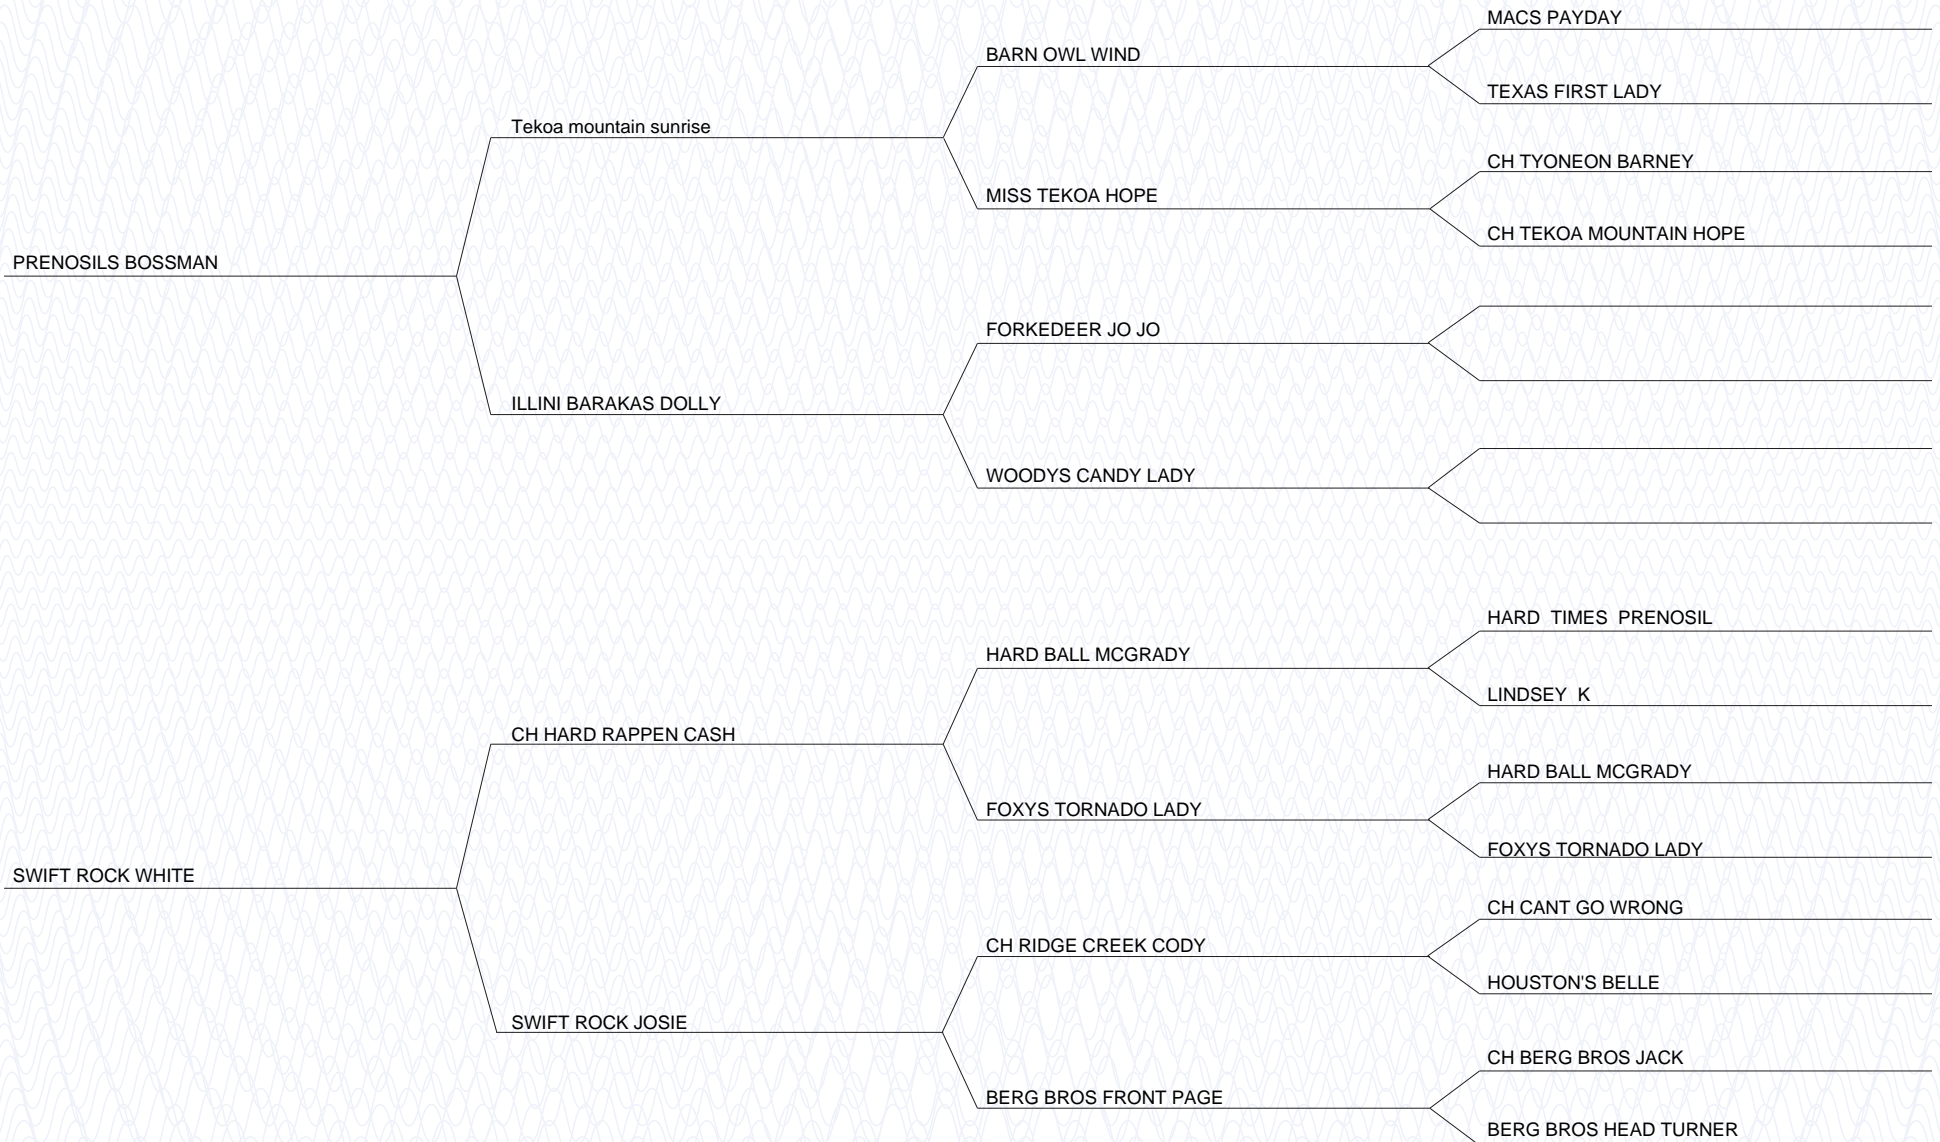 MACS PAYDAY
BARN OWL WIND
TEXAS FIRST LADY
Tekoa mountain sunrise
CH TYONEON BARNEY
MISS TEKOA HOPE
CH TEKOA MOUNTAIN HOPE
PRENOSILS BOSSMAN
FORKEDEER JO JO
ILLINI BARAKAS DOLLY
WOODYS CANDY LADY
HARD  TIMES  PRENOSIL
HARD BALL MCGRADY
LINDSEY  K
CH HARD RAPPEN CASH
HARD BALL MCGRADY
FOXYS TORNADO LADY
FOXYS TORNADO LADY
SWIFT ROCK WHITE
CH CANT GO WRONG
CH RIDGE CREEK CODY
HOUSTON'S BELLE
SWIFT ROCK JOSIE
CH BERG BROS JACK
BERG BROS FRONT PAGE
BERG BROS HEAD TURNER